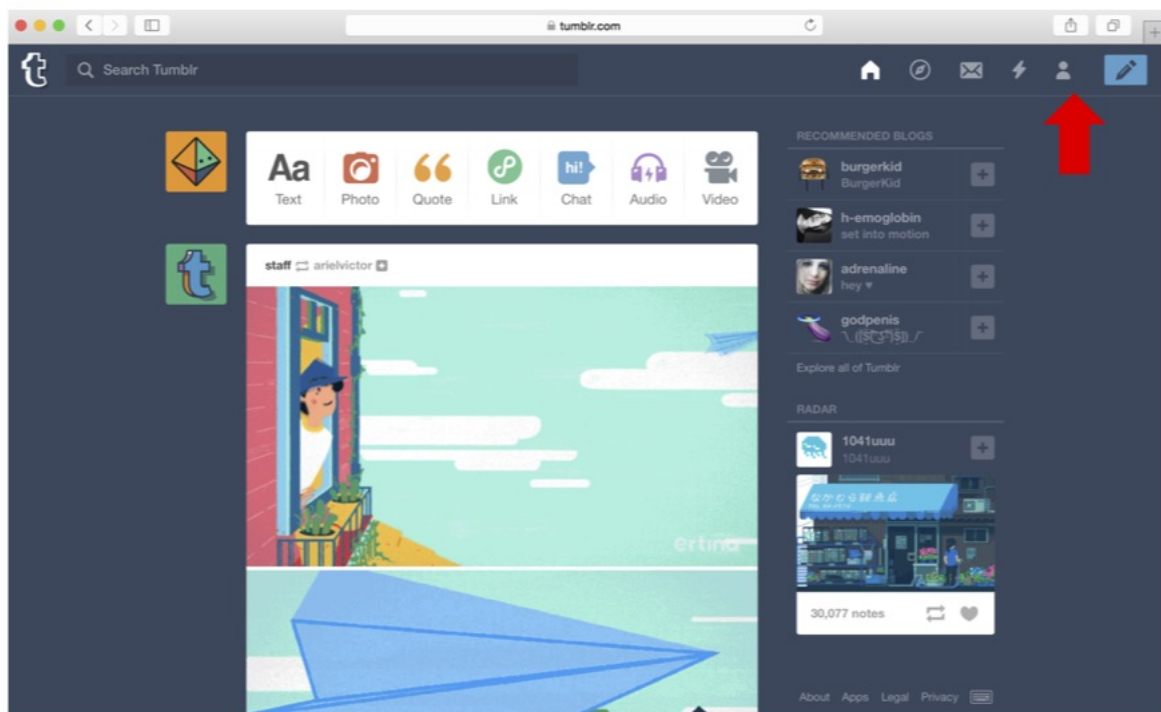 tumblr.com
Search Tumblr
Aa
hi!
Text Photo Quote Link Chat Audio Video
staff arielvictor
ertina
RECOMMENDED BLOGS
burgerkid
BurgerKid
h-emoglobin
set into motion
adrenaline
hey ♥
godpenis
Explore all of Tumblr
RADAR
1041uuu
1041uuu
30,077 notes
About Apps Legal Privacy